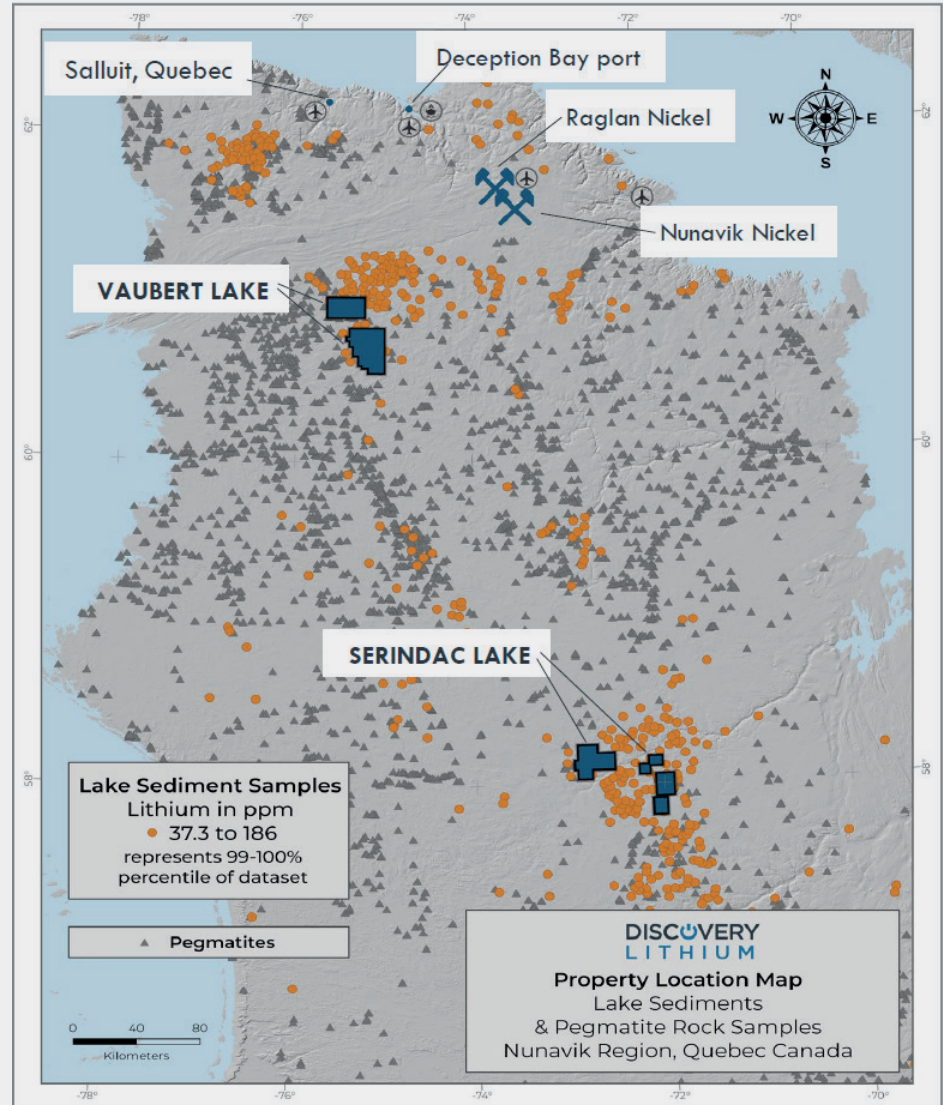 -78°
-76°
-74°
-72°
-70°
Salluit, Quebec
Deception Bay port
Raglan Nickel
N
W
E
S
62°
62°
Nunavik Nickel
VAUBERT LAKE
60°
60°
SERINDAC LAKE
58°
58°
Lake Sediment Samples
Lithium in ppm
37.3 to 186
represents 99-100%
percentile of dataset
Pegmatites
0 40 80
Kilometers
DISCOVERY
LITHIUM
Property Location Map
Lake Sediments
& Pegmatite Rock Samples
Nunavik Region, Quebec Canada
-78°
-76°
-74°
-72°
-70°